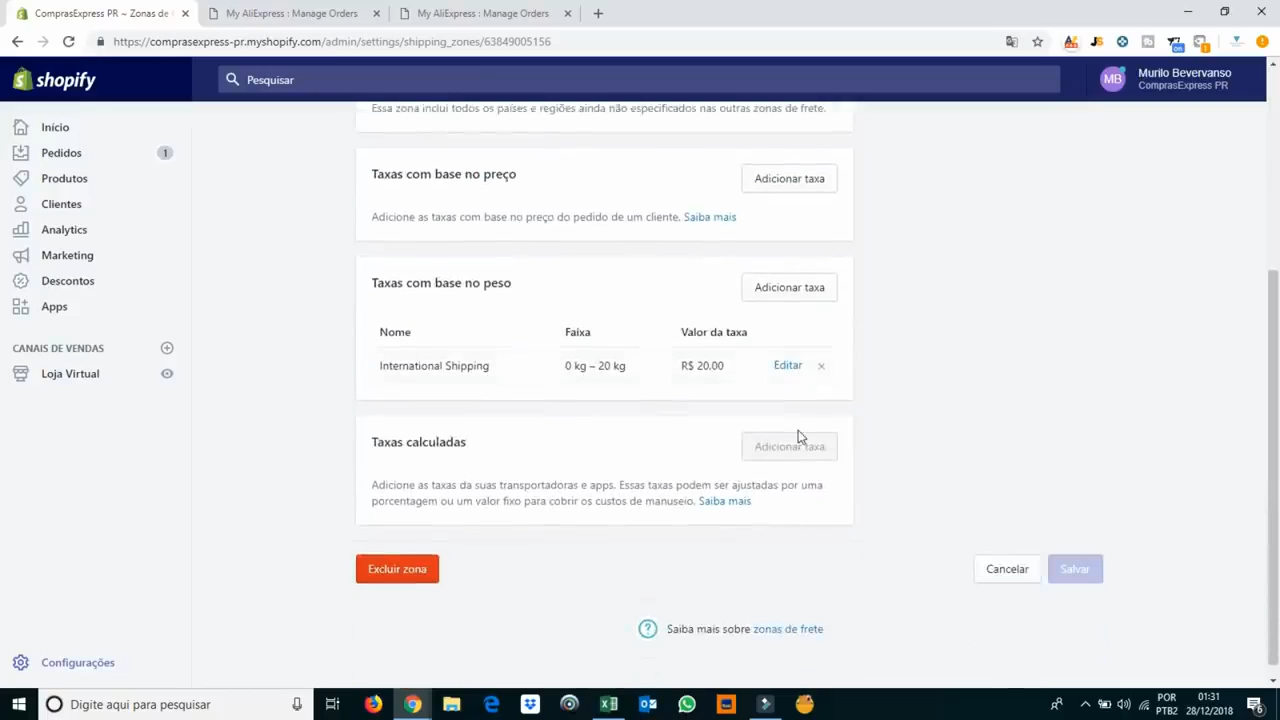 ComprasExpress PR ~ Zonas de
My AliExpress : Manage Orders
My AliExpress : Manage Orders
https://comprasexpress-pr.myshopify.com/admin/settings/shipping_zones/63849005156
shopify
Pesquisar
MB
Murilo Bevervanso
ComprasExpress PR
Início
Pedidos
1
Produtos
Clientes
Analytics
Marketing
Descontos
Apps
CANAIS DE VENDAS
Loja Virtual
Configurações
Essa zona inclui todos os países e regiões ainda não especificados nas outras zonas de frete.
Taxas com base no preço
Adicionar taxa
Adicione as taxas com base no preço do pedido de um cliente. Saiba mais
Taxas com base no peso
Adicionar taxa
Nome Faixa Valor da taxa
International Shipping 0 kg – 20 kg R$ 20,00 Editar ×
Taxas calculadas
Adicionar taxa
Adicione as taxas da suas transportadoras e apps. Essas taxas podem ser ajustadas por uma
porcentagem ou um valor fixo para cobrir os custos de manuseio. Saiba mais
Excluir zona
Cancelar
Salvar
? Saiba mais sobre zonas de frete
Digite aqui para pesquisar
POR
PTB2
01:31
28/12/2018